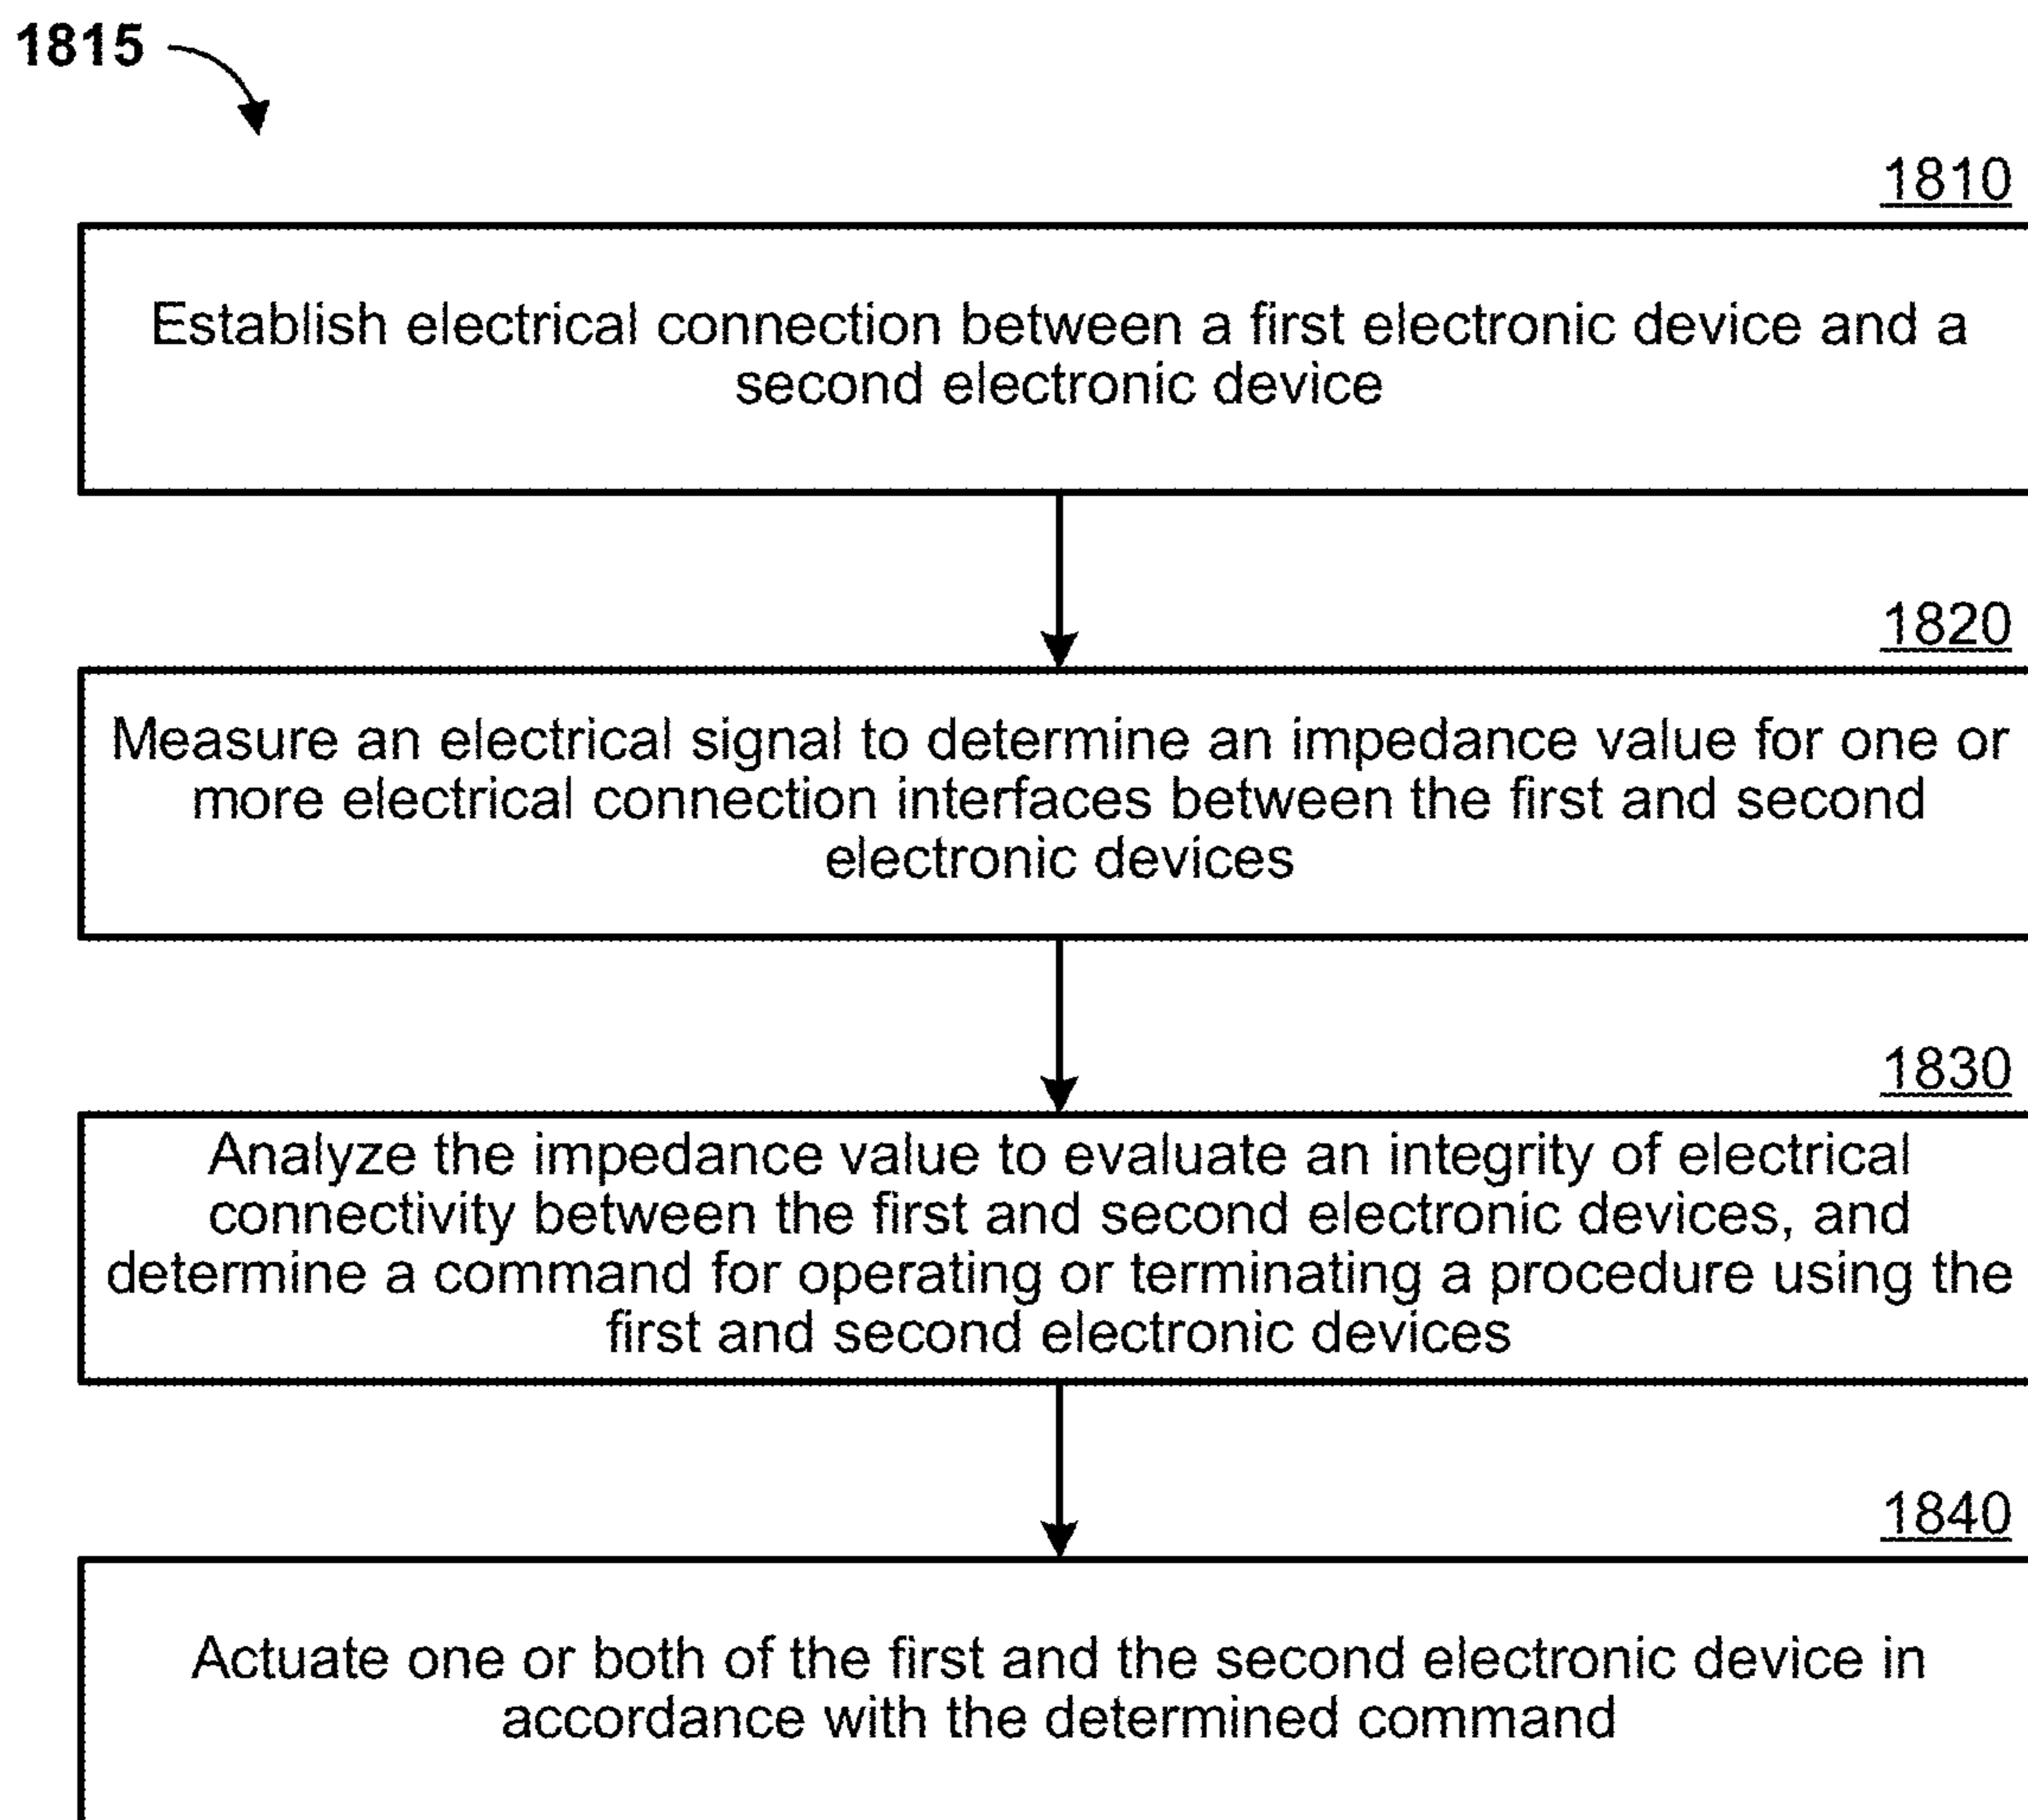 1815
1810
Establish electrical connection between a first electronic device and a
second electronic device
1820
Measure an electrical signal to determine an impedance value for one or
more electrical connection interfaces between the first and second
electronic devices
1830
Analyze the impedance value to evaluate an integrity of electrical
connectivity between the first and second electronic devices, and
determine a command for operating or terminating a procedure using the
first and second electronic devices
1840
Actuate one or both of the first and the second electronic device in
accordance with the determined command